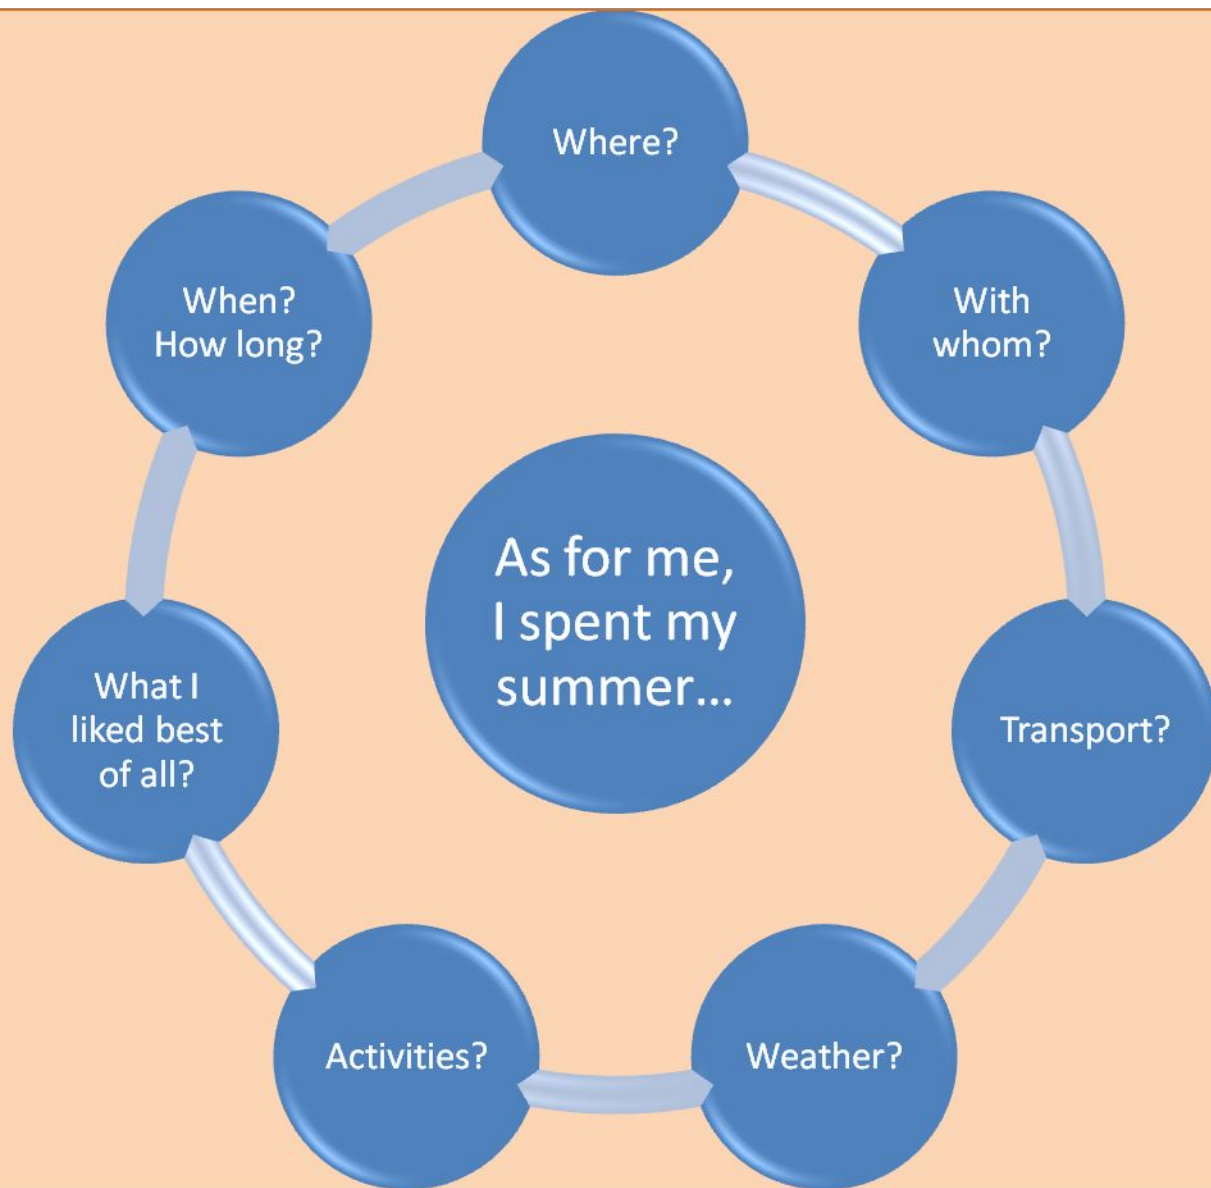 Where?
With
whom?
Transport?
Weather?
Activities?
What I
liked best
of all?
When?
How long?
As for me,
I spent my
summer...